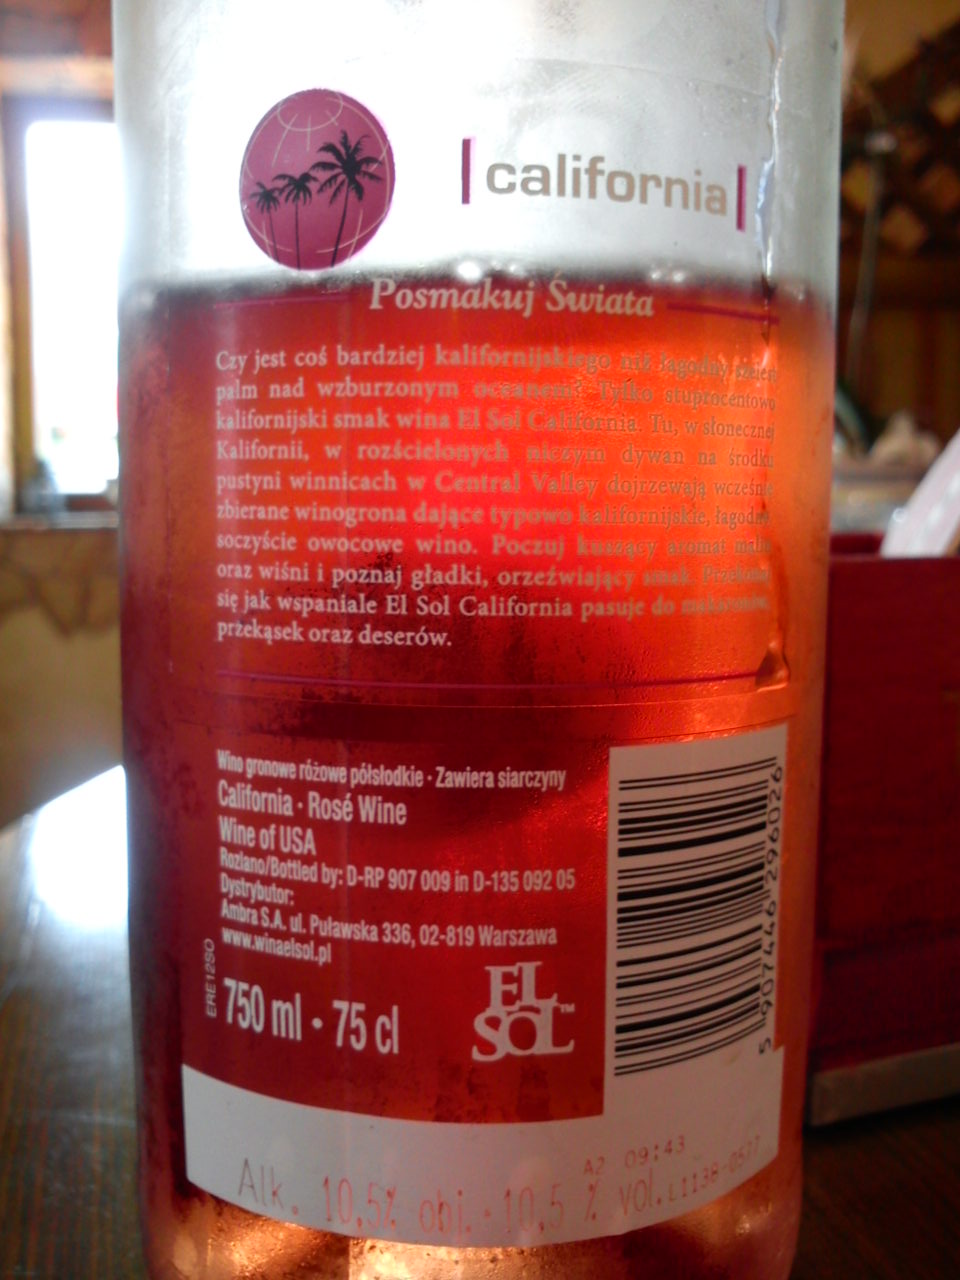 california
Posmakuj Świata
Czy jest coś bardziej kalifornijskiego niż łagodny szelest
palm nad wzburzonym oceanem? Tylko stuprocentowo
kalifornijski smak wina El Sol California. Tu, w słonecznej
Kalifornii, w rozścielonych niczym dywan na środku
pustyni winnicach w Central Valley dojrzewają wcześnie
zbierane winogrona dające typowo kalifornijskie, łagodne,
soczyście owocowe wino. Poczuj kuszący aromat malin
oraz wiśni i poznaj gładki, orzeźwiający smak. Przekonaj
się jak wspaniale El Sol California pasuje do makaronów,
przekąsek oraz deserów.
Wino gronowe różowe półsłodkie · Zawiera siarczyny
California · Rosé Wine
Wine of USA
Rozlano/Bottled by: D-RP 907 009 in D-135 092 05
Dystrybutor:
Ambra S.A. ul. Puławska 336, 02-819 Warszawa
www.winaelsol.pl
ERE12SO
750 ml · 75 cl
EL
SOL™
5 907446 296026
A2 09:43
Alk. 10.5% obj. · 10.5 % vol. L1138-0577